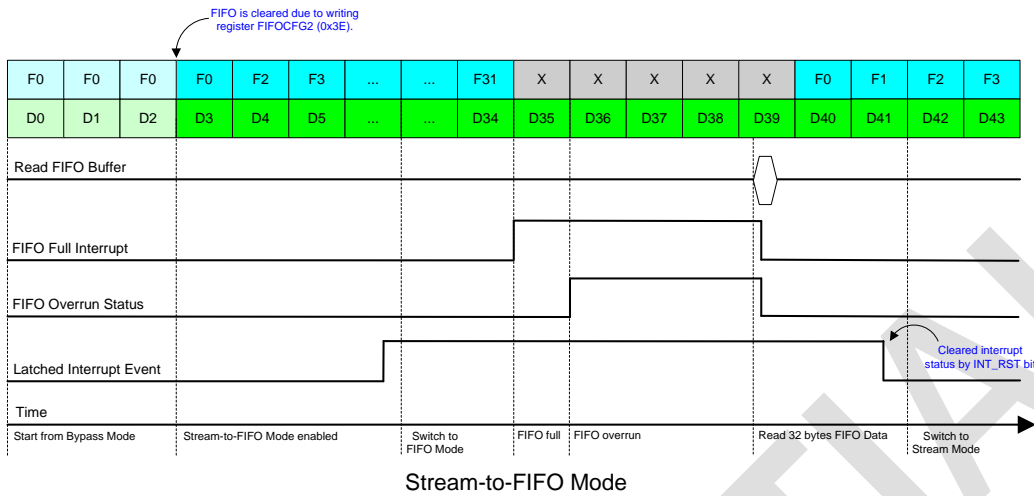 FIFO is cleared due to writing
register FIFOCFG2 (0x3E).
F0 F0 F0 F0 F2 F3 ... ... F31 X X X X X F0 F1 F2 F3
D0 D1 D2 D3 D4 D5 ... ... D34 D35 D36 D37 D38 D39 D40 D41 D42 D43
Read FIFO Buffer
FIFO Full Interrupt
FIFO Overrun Status
Latched Interrupt Event
Cleared interrupt
status by INT_RST bit
Time
Start from Bypass Mode
Stream-to-FIFO Mode enabled
Switch to
FIFO Mode
FIFO full
FIFO overrun
Read 32 bytes FIFO Data
Switch to
Stream Mode
Stream-to-FIFO Mode